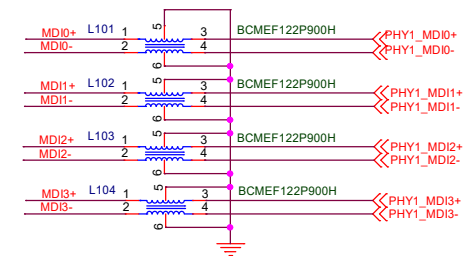 5
MDI0+ 1 L101 3 BCMEF122P900H PHY1_MDI0+
MDI0- 2 4 PHY1_MDI0-
6
5
MDI1+ 1 L102 3 BCMEF122P900H PHY1_MDI1+
MDI1- 2 4 PHY1_MDI1-
6
5
MDI2+ 1 L103 3 BCMEF122P900H PHY1_MDI2+
MDI2- 2 4 PHY1_MDI2-
6
5
MDI3+ 1 L104 3 BCMEF122P900H PHY1_MDI3+
MDI3- 2 4 PHY1_MDI3-
6